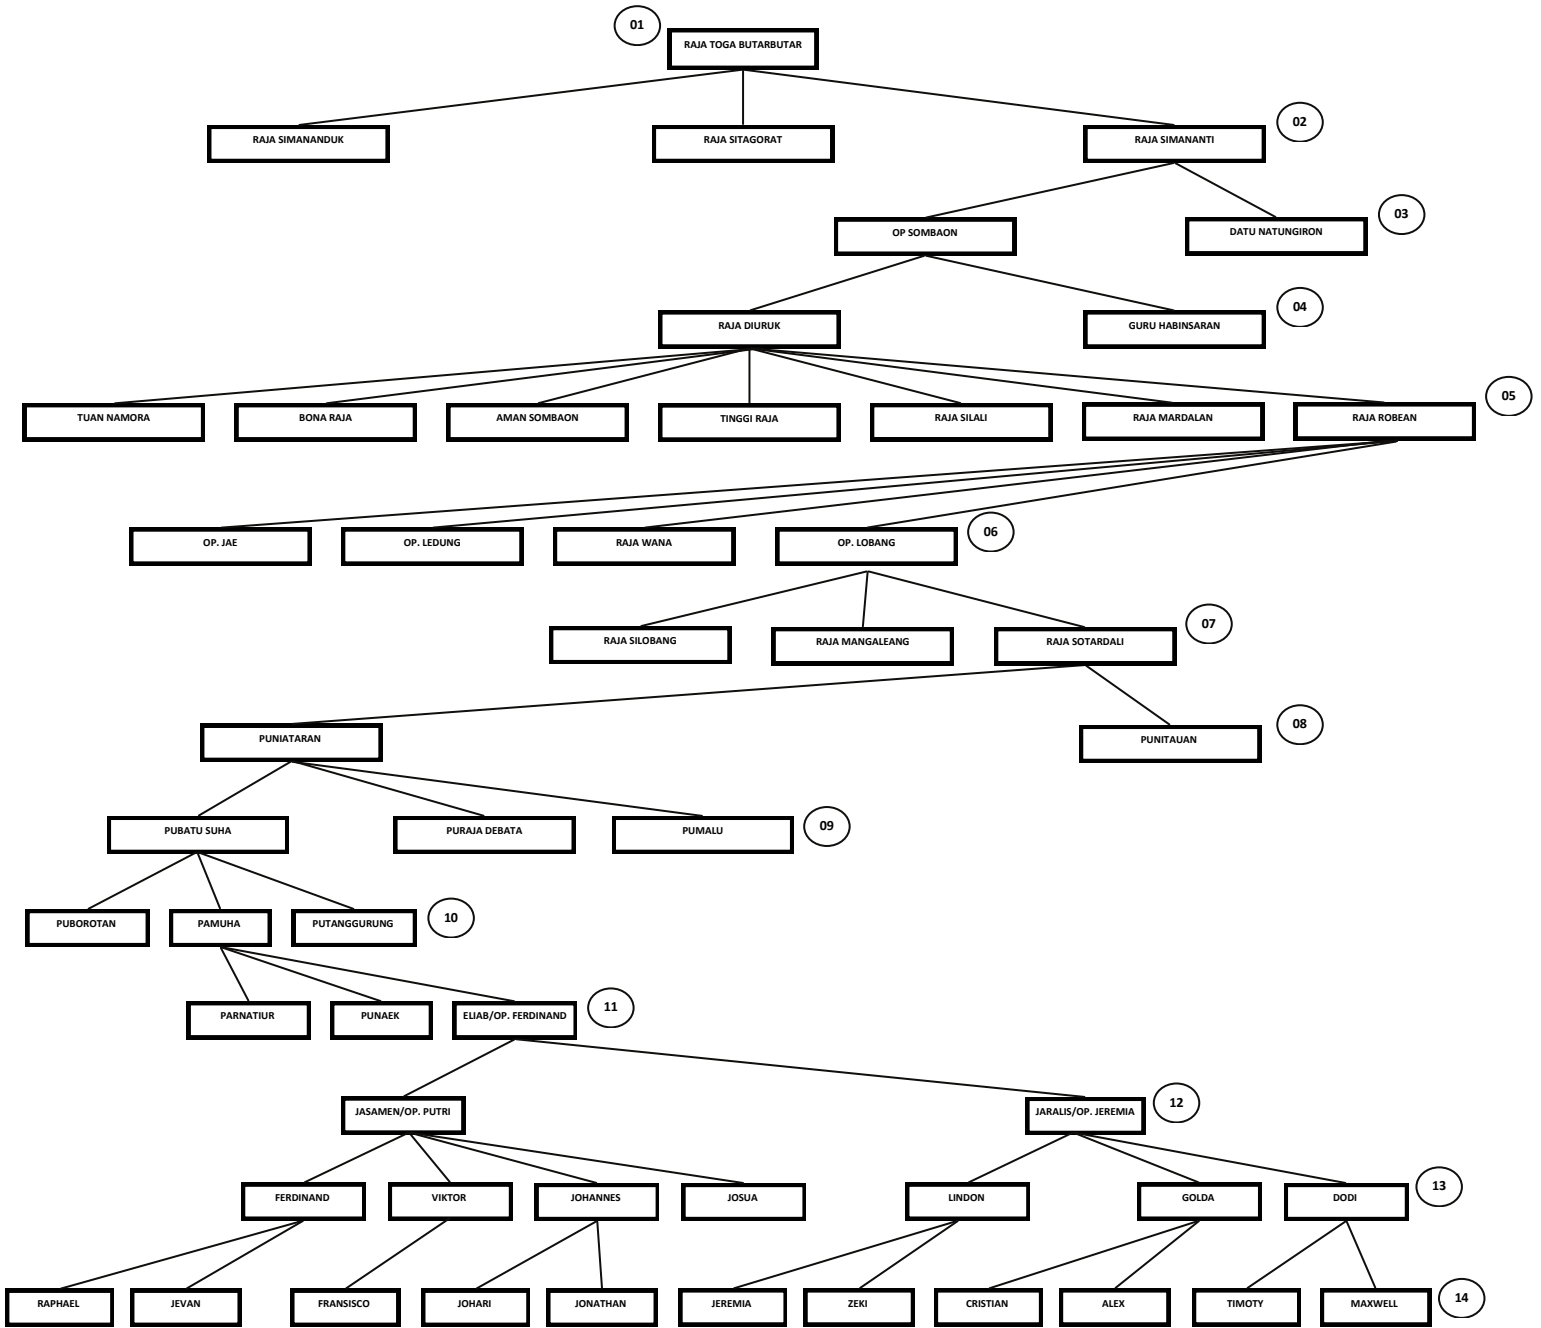 01
RAJA TOGA BUTARBUTAR
02
RAJA SIMANANDUK
RAJA SITAGORAT
RAJA SIMANANTI
03
OP SOMBAON
DATU NATUNGIRON
04
RAJA DIURUK
GURU HABINSARAN
05
TUAN NAMORA
BONA RAJA
AMAN SOMBAON
TINGGI RAJA
RAJA SILALI
RAJA MARDALAN
RAJA ROBEAN
06
OP. JAE
OP. LEDUNG
RAJA WANA
OP. LOBANG
07
RAJA SILOBANG
RAJA MANGALEANG
RAJA SOTARDALI
08
PUNIATARAN
PUNITAUAN
09
PUBATU SUHA
PURAJA DEBATA
PUMALU
10
PUBOROTAN
PAMUHA
PUTANGGURUNG
11
PARNATIUR
PUNAEK
ELIAB/OP. FERDINAND
12
JASAMEN/OP. PUTRI
JARALIS/OP. JEREMIA
13
FERDINAND
VIKTOR
JOHANNES
JOSUA
LINDON
GOLDA
DODI
14
RAPHAEL
JEVAN
FRANSISCO
JOHARI
JONATHAN
JEREMIA
ZEKI
CRISTIAN
ALEX
TIMOTY
MAXWELL